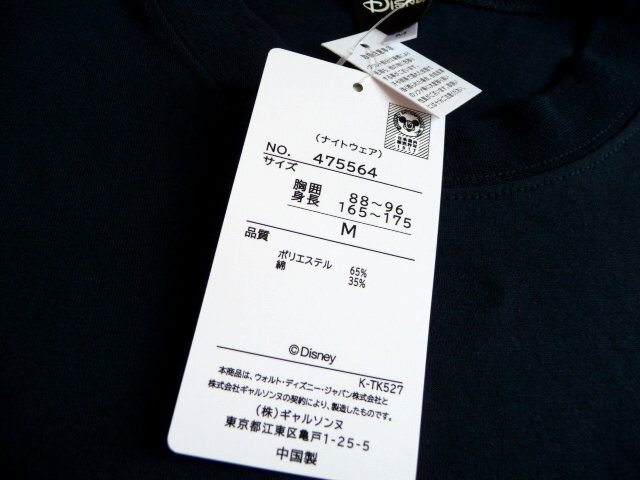 Disney
M
(ナイトウェア)
NO. 475564
サイズ
胸囲 88～96
身長 165～175
M
品質
ポリエステル 65%
綿 35%
©Disney
K-TK527
本商品は、ウォルト・ディズニー・ジャパン株式会社と
株式会社ギャルソンヌの契約により、製造したものです。
(株)ギャルソンヌ
東京都江東区亀戸1-25-5
中国製